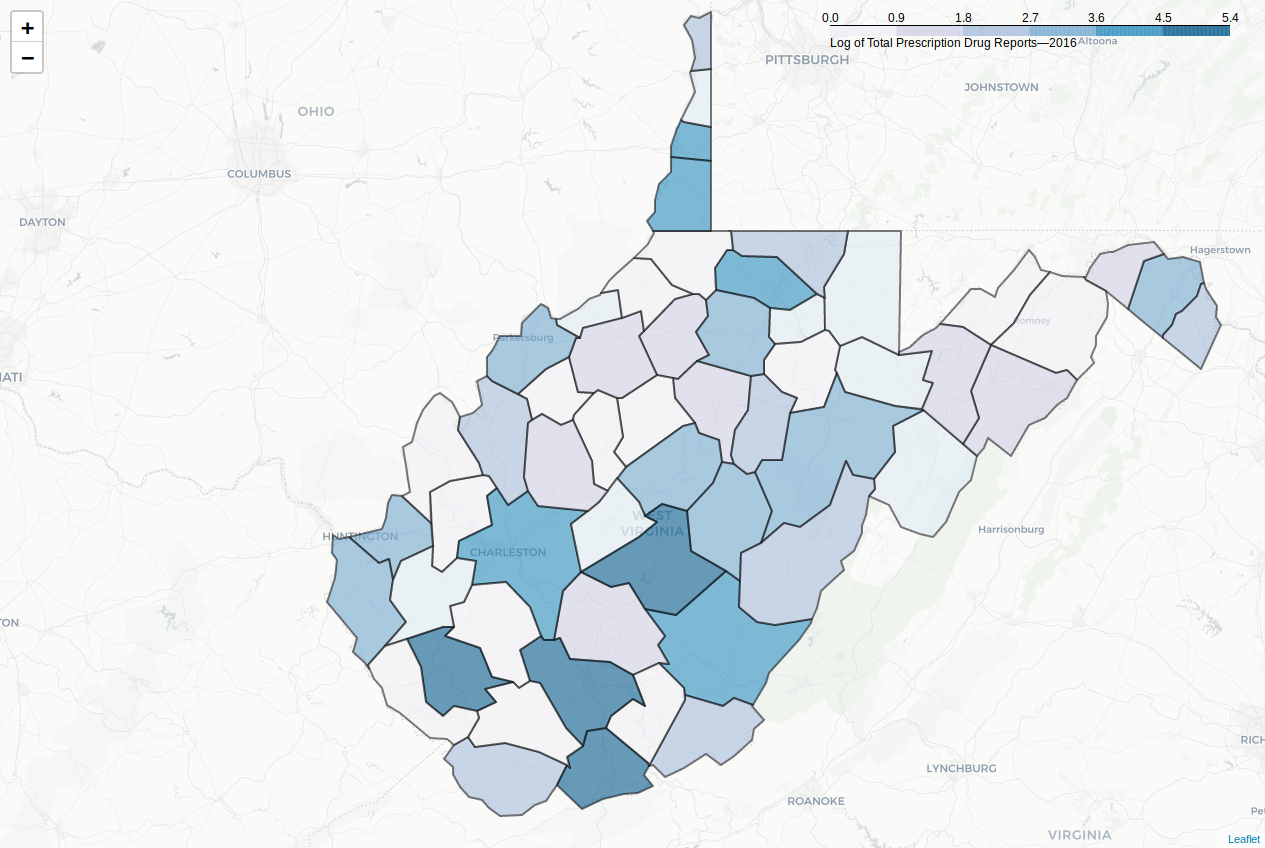 +
−
0.0 0.9 1.8 2.7 3.6 4.5 5.4
Log of Total Prescription Drug Reports—2016
Altoona
PITTSBURGH
JOHNSTOWN
OHIO
COLUMBUS
DAYTON
Hagerstown
Romney
Parkersburg
NATI
WEST
VIRGINIA
Harrisonburg
HUNTINGTON
CHARLESTON
TON
RICH
LYNCHBURG
ROANOKE
Pet
VIRGINIA
Leaflet